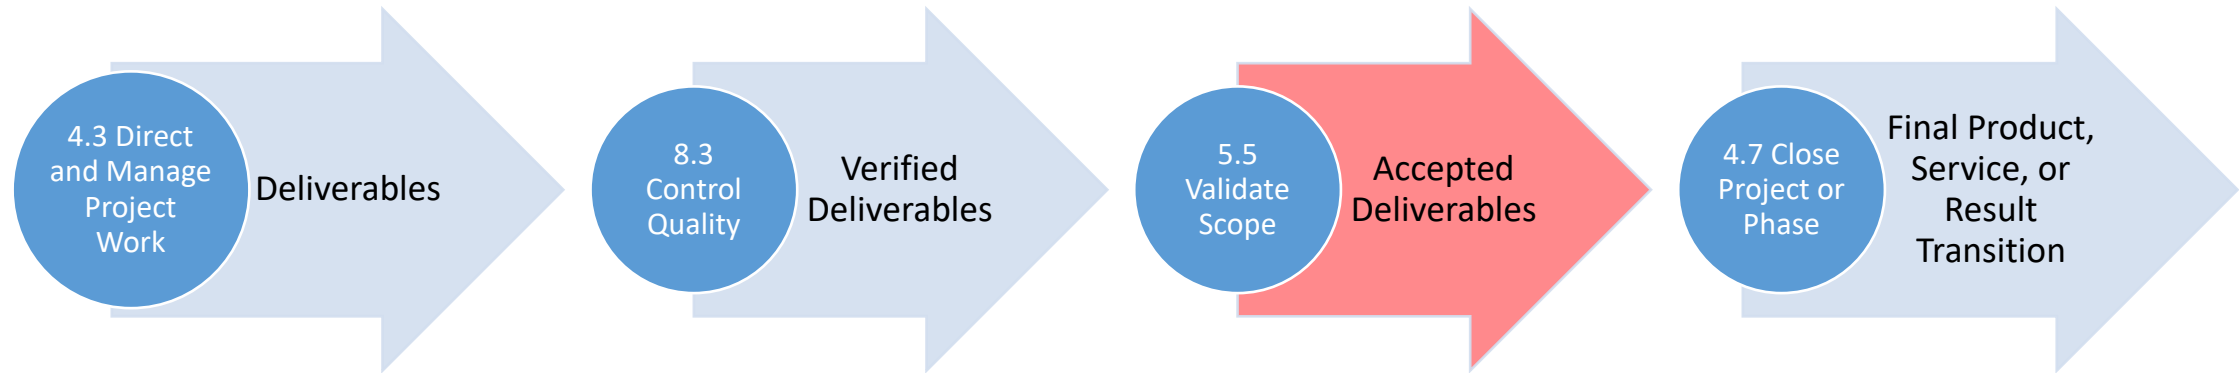 4.3 Direct
and Manage
Project
Work
Deliverables
8.3
Control
Quality
Verified
Deliverables
5.5
Validate
Scope
Accepted
Deliverables
4.7 Close
Project or
Phase
Final Product,
Service, or
Result
Transition